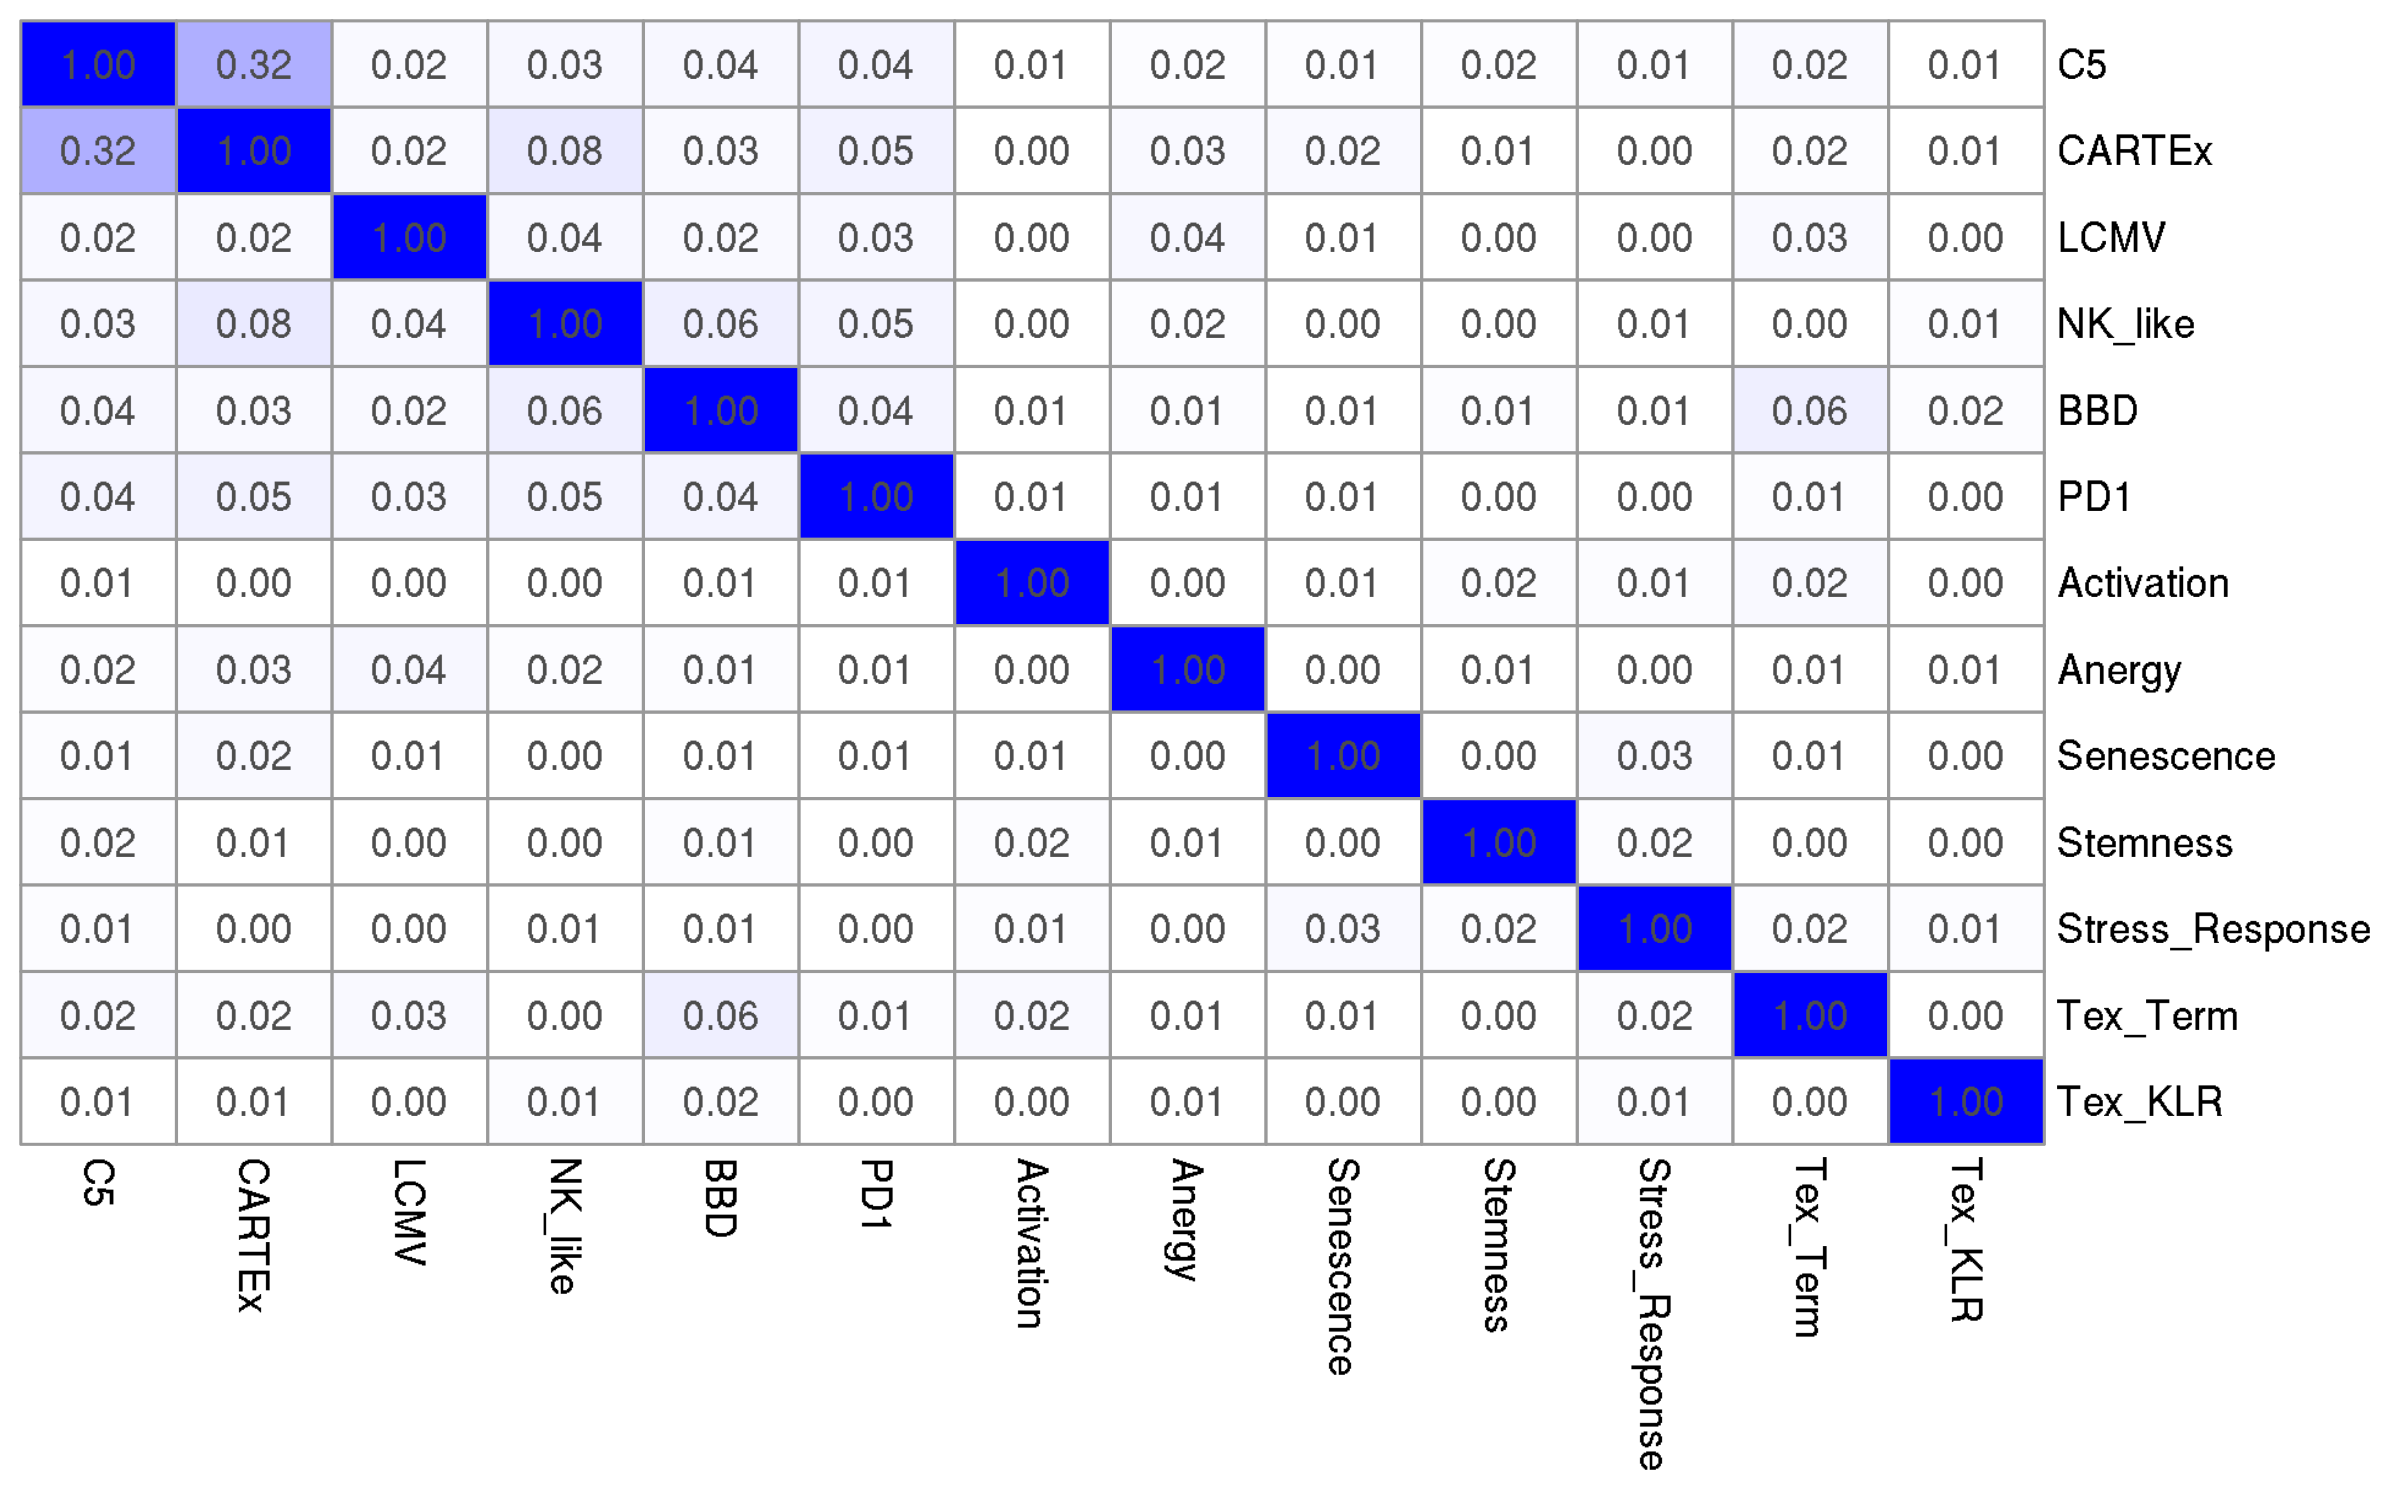 1.00 0.32 0.02 0.03 0.04 0.04 0.01 0.02 0.01 0.02 0.01 0.02 0.01 C5
0.32 1.00 0.02 0.08 0.03 0.05 0.00 0.03 0.02 0.01 0.00 0.02 0.01 CARTEx
0.02 0.02 1.00 0.04 0.02 0.03 0.00 0.04 0.01 0.00 0.00 0.03 0.00 LCMV
0.03 0.08 0.04 1.00 0.06 0.05 0.00 0.02 0.00 0.00 0.01 0.00 0.01 NK_like
0.04 0.03 0.02 0.06 1.00 0.04 0.01 0.01 0.01 0.01 0.01 0.06 0.02 BBD
0.04 0.05 0.03 0.05 0.04 1.00 0.01 0.01 0.01 0.00 0.00 0.01 0.00 PD1
0.01 0.00 0.00 0.00 0.01 0.01 1.00 0.00 0.01 0.02 0.01 0.02 0.00 Activation
0.02 0.03 0.04 0.02 0.01 0.01 0.00 1.00 0.00 0.01 0.00 0.01 0.01 Anergy
0.01 0.02 0.01 0.00 0.01 0.01 0.01 0.00 1.00 0.00 0.03 0.01 0.00 Senescence
0.02 0.01 0.00 0.00 0.01 0.00 0.02 0.01 0.00 1.00 0.02 0.00 0.00 Stemness
0.01 0.00 0.00 0.01 0.01 0.00 0.01 0.00 0.03 0.02 1.00 0.02 0.01 Stress_Response
0.02 0.02 0.03 0.00 0.06 0.01 0.02 0.01 0.01 0.00 0.02 1.00 0.00 Tex_Term
0.01 0.01 0.00 0.01 0.02 0.00 0.00 0.01 0.00 0.00 0.01 0.00 1.00 Tex_KLR
C5
CARTEx
LCMV
NK_like
BBD
PD1
Activation
Anergy
Senescence
Stemness
Stress_Response
Tex_Term
Tex_KLR